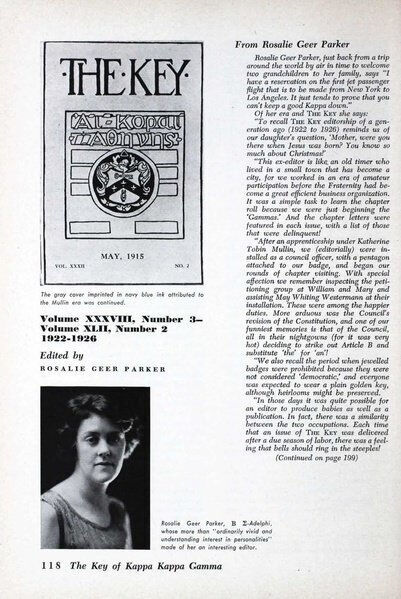 ·THE·KEY·
·Αἱ·κοραι
·Ἀθηνης·
MAY, 1915
VOL. XXXII
NO. 2
The gray cover imprinted in navy blue ink attributed
to the Mullin era was continued.
Volume XXXVIII, Number 3—
Volume XLII, Number 2
1922-1926
Edited by
ROSALIE GEER PARKER
Rosalie Geer Parker, B Σ-Adelphi,
whose more than "ordinarily vivid and
understanding interest in personalities"
made of her an interesting editor.
From Rosalie Geer Parker
Rosalie Geer Parker, just back from a trip
around the world by air in time to welcome
two grandchildren to her family, says "I
have a reservation on the first jet passenger
flight that is to be made from New York to
Los Angeles. It just tends to prove that you
can't keep a good Kappa down."
Of her era and THE KEY she says:
"To recall THE KEY editorship of a gen-
eration ago (1922 to 1926) reminds us of
our daughter's question, 'Mother, were you
there when Jesus was born? You know so
much about Christmas!'
"This ex-editor is like an old timer who
lived in a small town that has become a
city, for we worked in an era of amateur
participation before the Fraternity had be-
come a great efficient business organization.
It was a simple task to learn the chapter
roll because we were just beginning the
'Gammas.' And the chapter letters were
featured in each issue, with a list of those
that were delinquent!
"After an apprenticeship under Katherine
Tobin Mullin, we (editorially) were in-
stalled as a council officer, with a pentagon
attached to our badge, and began our
rounds of chapter visiting. With special
affection we remember inspecting the peti-
tioning group at William and Mary and
assisting May Whiting Westermann at their
installation. These were among the happier
duties. More arduous was the Council's
revision of the Constitution, and one of our
funniest memories is that of the Council,
all in their nightgowns (for it was very
hot) deciding to strike out Article B and
substitute 'the' for 'an'!
"We also recall the period when jewelled
badges were prohibited because they were
not considered 'democratic,' and everyone
was expected to wear a plain golden key,
although heirlooms might be preserved.
"In those days it was quite possible for
an editor to produce babies as well as a
publication. In fact, there was a similarity
between the two occupations. Each time
that an issue of THE KEY was delivered
after a due season of labor, there was a feel-
ing that bells should ring in the steeples!
(Continued on page 199)
118 The Key of Kappa Kappa Gamma